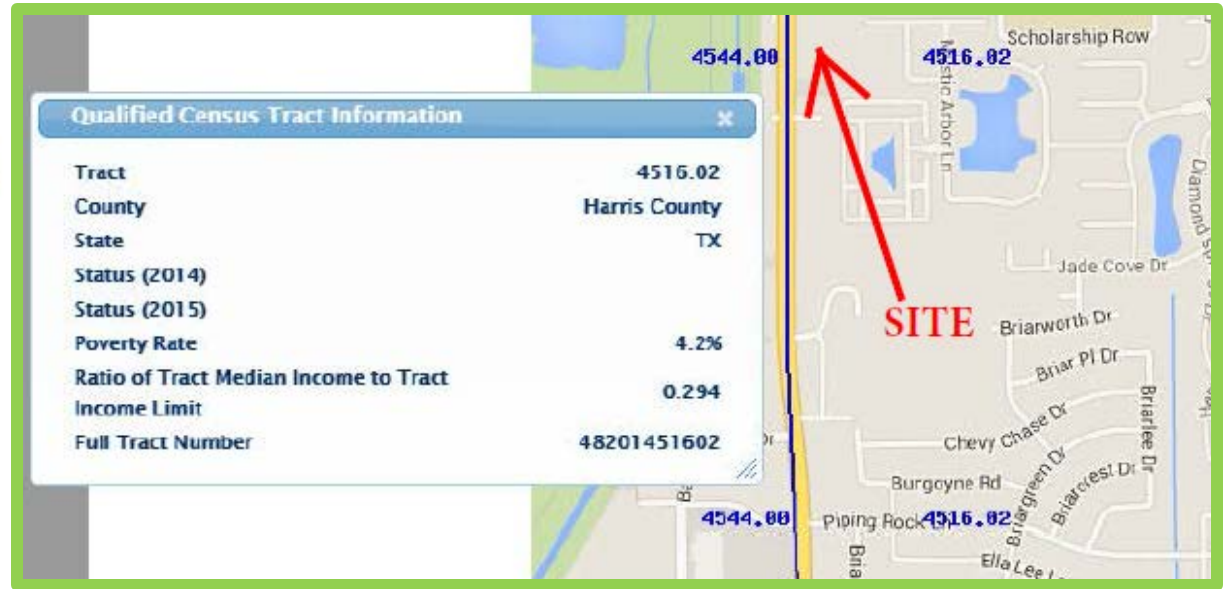 Qualified Census Tract Information
Tract 4516.02
County Harris County
State TX
Status (2014)
Status (2015)
Poverty Rate 4.2%
Ratio of Tract Median Income to Tract
Income Limit 0.294
Full Tract Number 48201451602
4544.00
4516.02
Scholarship Row
Mystic Arbor Ln
Diamond
Jade Cove Dr
SITE
Briarworth Dr
Briar Pl Dr
Briarlee Dr
Chevy Chase Dr
Burgoyne Rd
Briargreen Dr
Briarcrest Dr
4544.00
Piping Rock
4516.02
Ella Lee